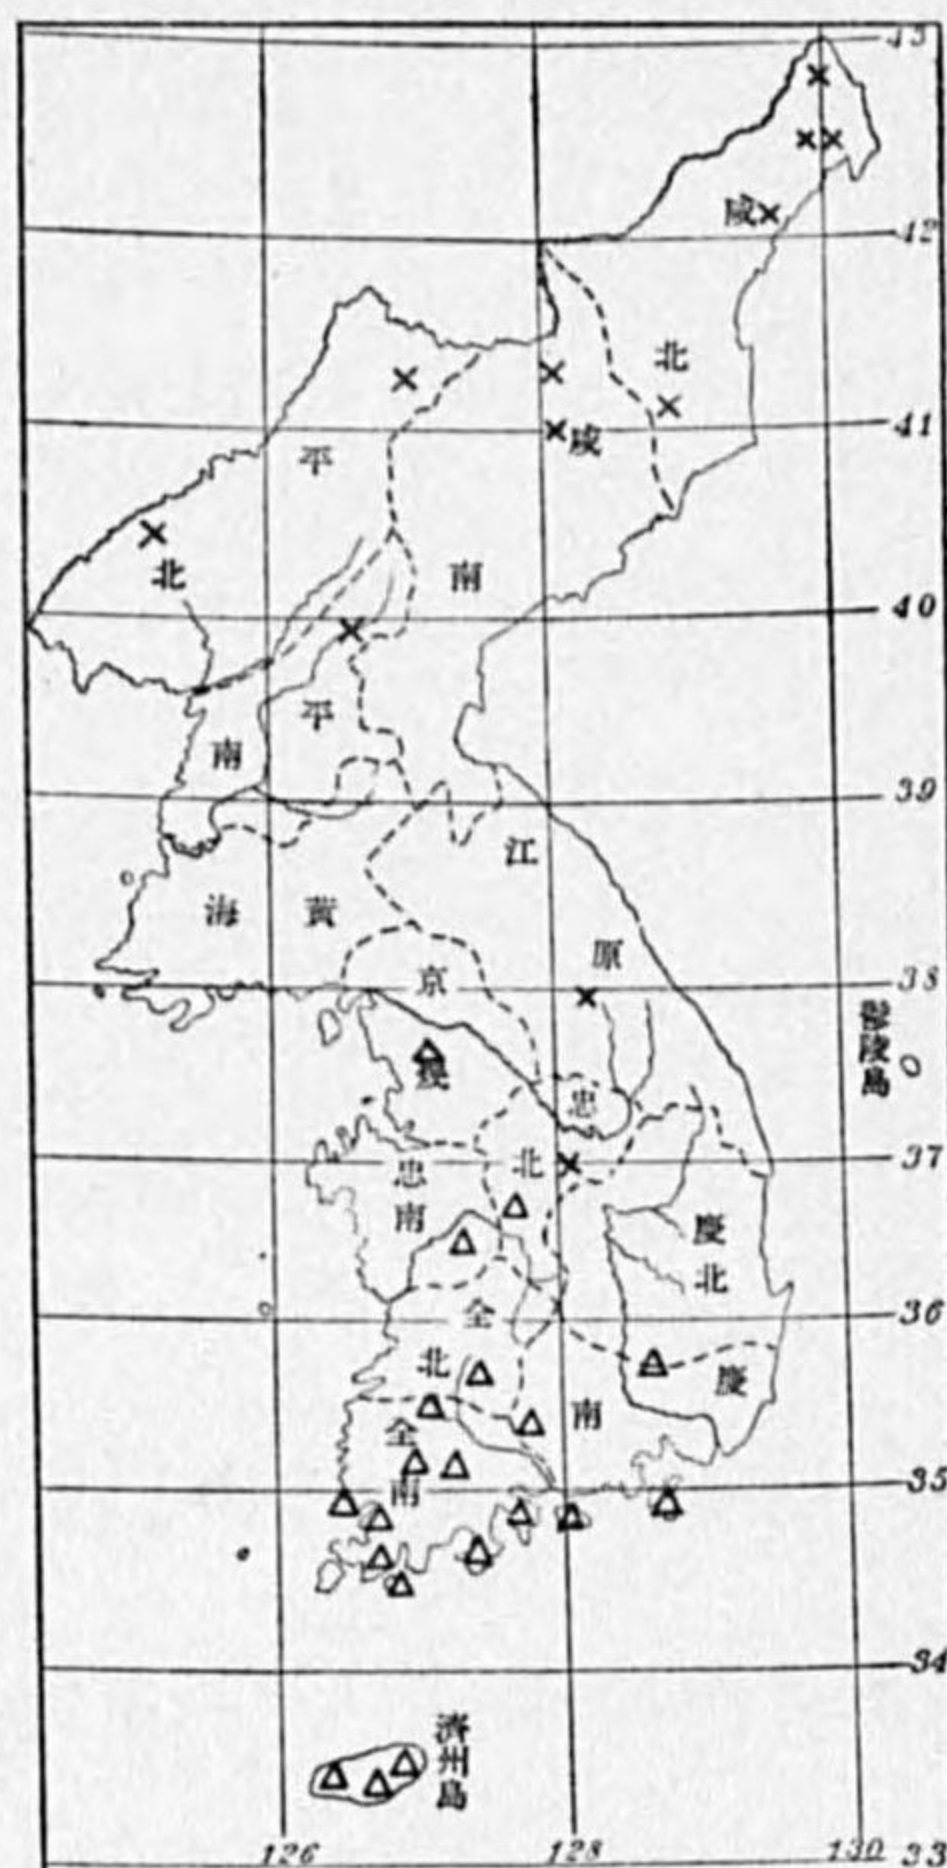 43
咸
42
北
41
咸
平
北
南
40
平
南
39
江
海 黃
原
京
38
鬱陵島
畿
忠
37
北
忠
南
慶
北
36
全
北
慶
南
全
南
35
34
濟州島
126
128
130
33